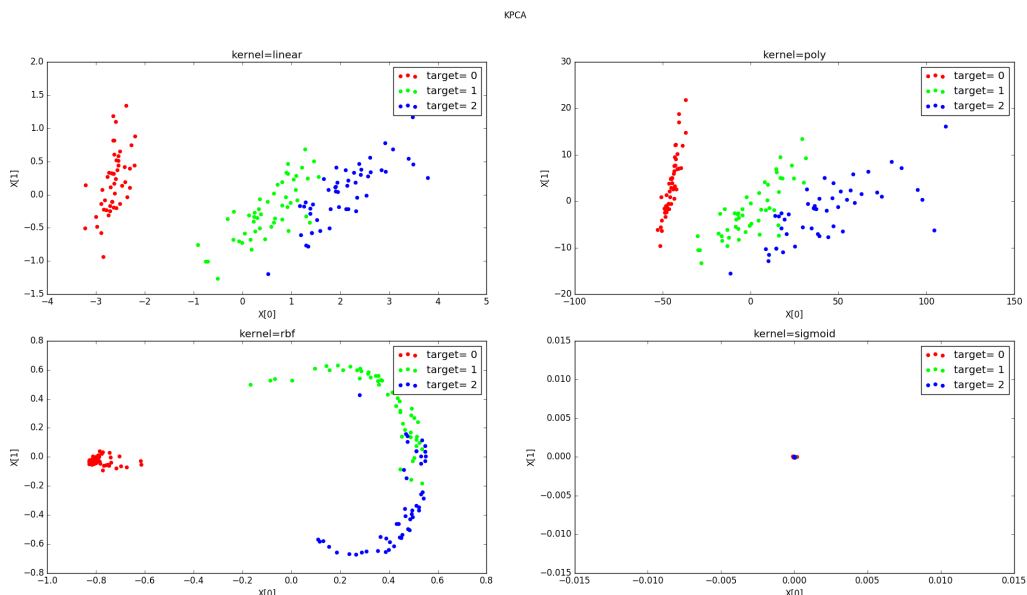 KPCA
kernel=linear
2.0
1.5
1.0
0.5
0.0
−0.5
−1.0
−1.5
X[1]
target= 0
target= 1
target= 2
−4 −3 −2 −1 0 1 2 3 4 5
X[0]
kernel=poly
30
20
10
0
−10
−20
X[1]
target= 0
target= 1
target= 2
−100 −50 0 50 100 150
X[0]
kernel=rbf
0.8
0.6
0.4
0.2
0.0
−0.2
−0.4
−0.6
−0.8
X[1]
target= 0
target= 1
target= 2
−1.0 −0.8 −0.6 −0.4 −0.2 0.0 0.2 0.4 0.6 0.8
X[0]
kernel=sigmoid
0.015
0.010
0.005
0.000
−0.005
−0.010
−0.015
X[1]
target= 0
target= 1
target= 2
−0.015 −0.010 −0.005 0.000 0.005 0.010 0.015
X[0]